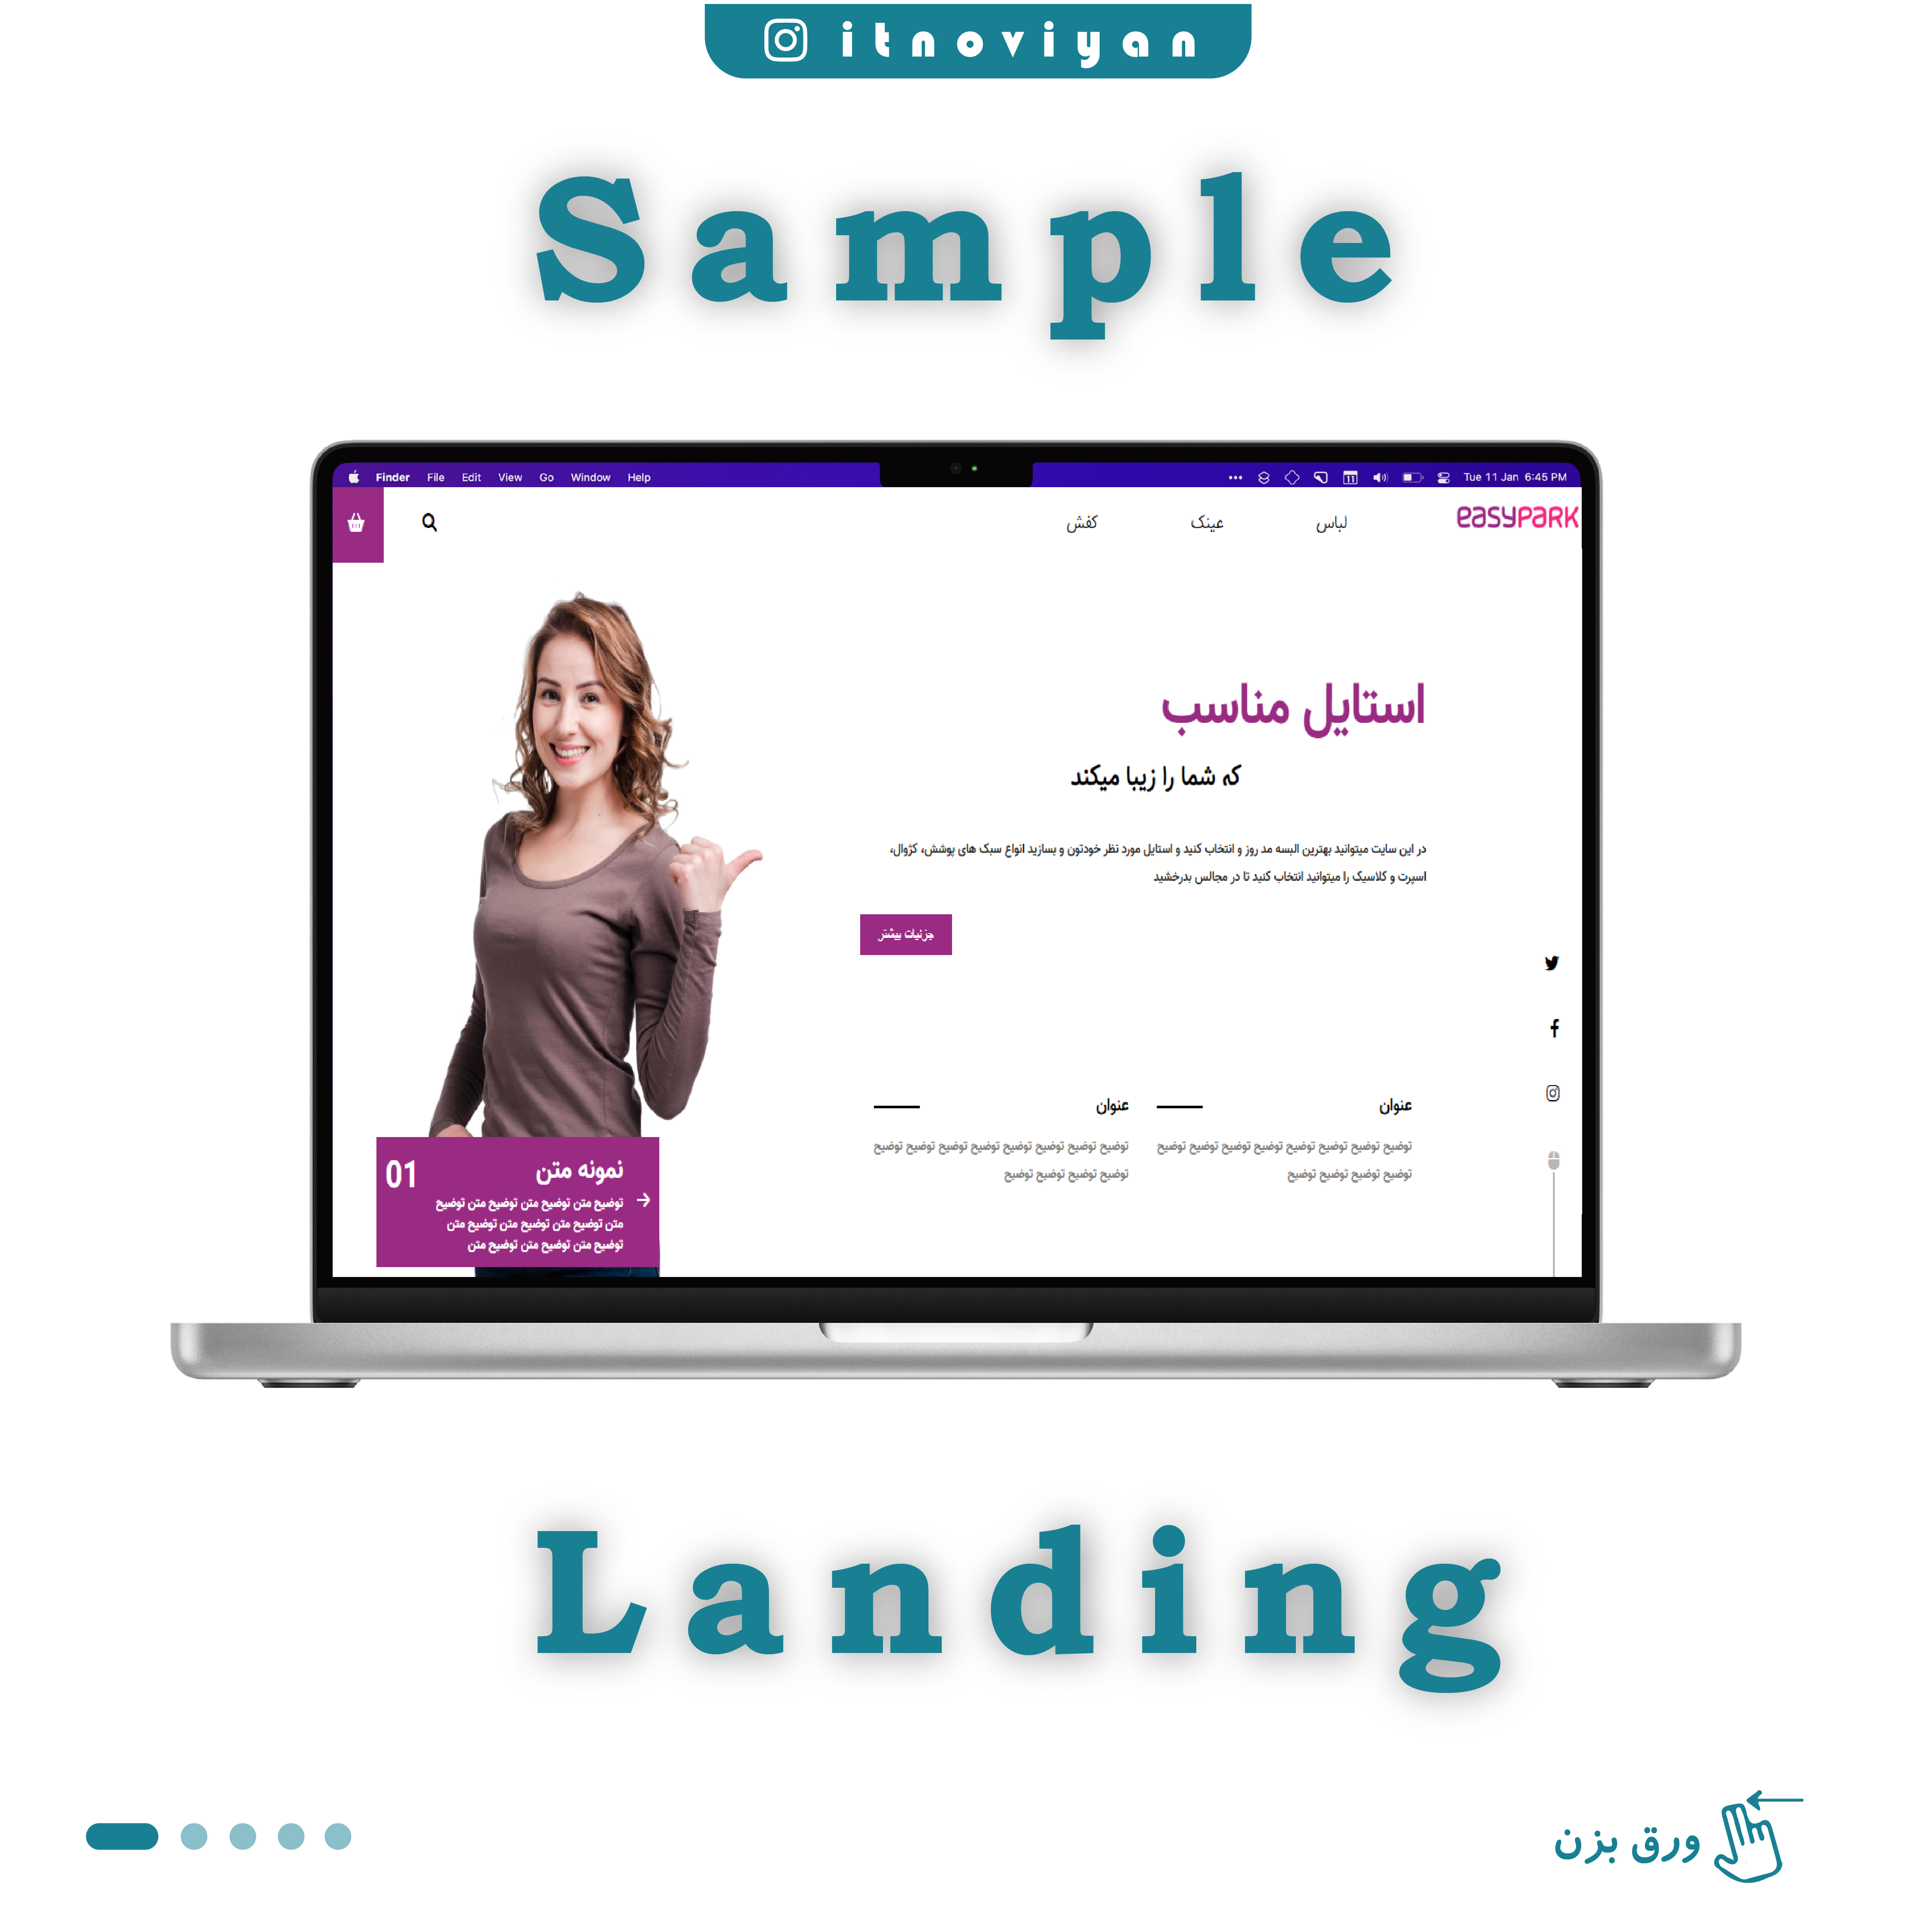 itnoviyan
Sample
Finder File Edit View Go Window Help
11
Tue 11 Jan 6:45 PM
easyPARK
لباس
عینک
کفش
استایل مناسب
که شما را زیبا میکند
در این سایت میتوانید بهترین البسه مد روز و انتخاب کنید و استایل مورد نظر خودتون و بسازید انواع سبک های پوشش، کژوال،
اسپرت و کلاسیک را میتوانید انتخاب کنید تا در مجالس بدرخشید
جزئیات بیشتر
عنوان
توضیح توضیح توضیح توضیح توضیح توضیح توضیح توضیح
توضیح توضیح توضیح توضیح
عنوان
توضیح توضیح توضیح توضیح توضیح توضیح توضیح توضیح
توضیح توضیح توضیح توضیح
نمونه متن
01
توضیح متن توضیح متن توضیح متن توضیح
متن توضیح متن توضیح متن توضیح متن
توضیح متن توضیح متن توضیح متن
Landing
ورق بزن